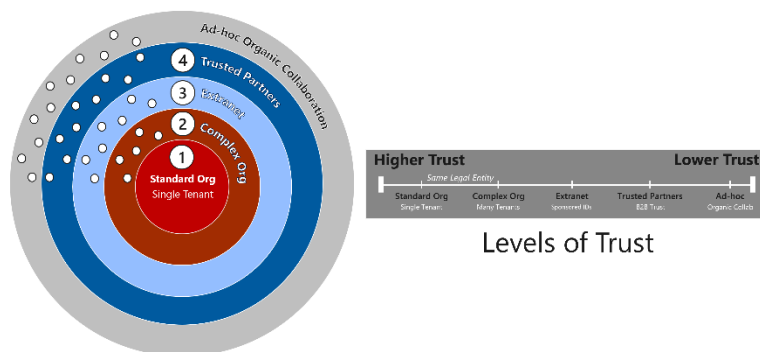 Ad-hoc Organic Collaboration
4
Trusted Partners
3
Extranet
2
Complex Org
1
Standard Org
Single Tenant
Higher Trust Lower Trust
Same Legal Entity
Standard Org Complex Org Extranet Trusted Partners Ad-hoc
Single Tenant Many Tenants Sponsored IDs B2B Trust Organic Collab
Levels of Trust